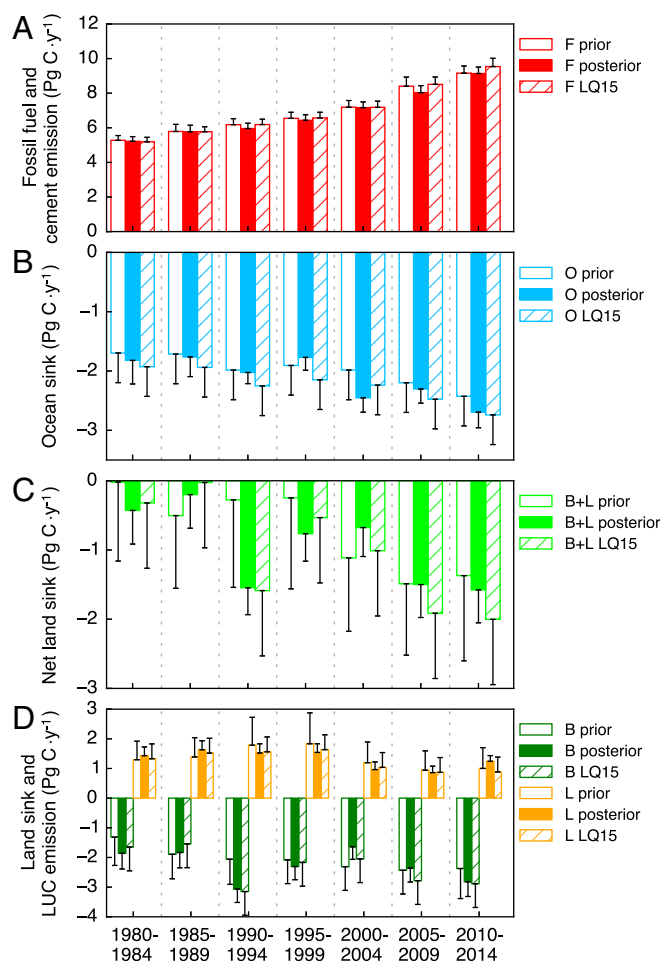 A
Fossil fuel and
cement emission (Pg C·y⁻¹)
12
10
8
6
4
2
0
F prior
F posterior
F LQ15
B
Ocean sink (Pg C·y⁻¹)
0
−1
−2
−3
O prior
O posterior
O LQ15
C
Net land sink (Pg C·y⁻¹)
0
−1
−2
−3
B+L prior
B+L posterior
B+L LQ15
D
Land sink and
LUC emission (Pg C·y⁻¹)
3
2
1
0
−1
−2
−3
−4
B prior
B posterior
B LQ15
L prior
L posterior
L LQ15
1980-
1984
1985-
1989
1990-
1994
1995-
1999
2000-
2004
2005-
2009
2010-
2014